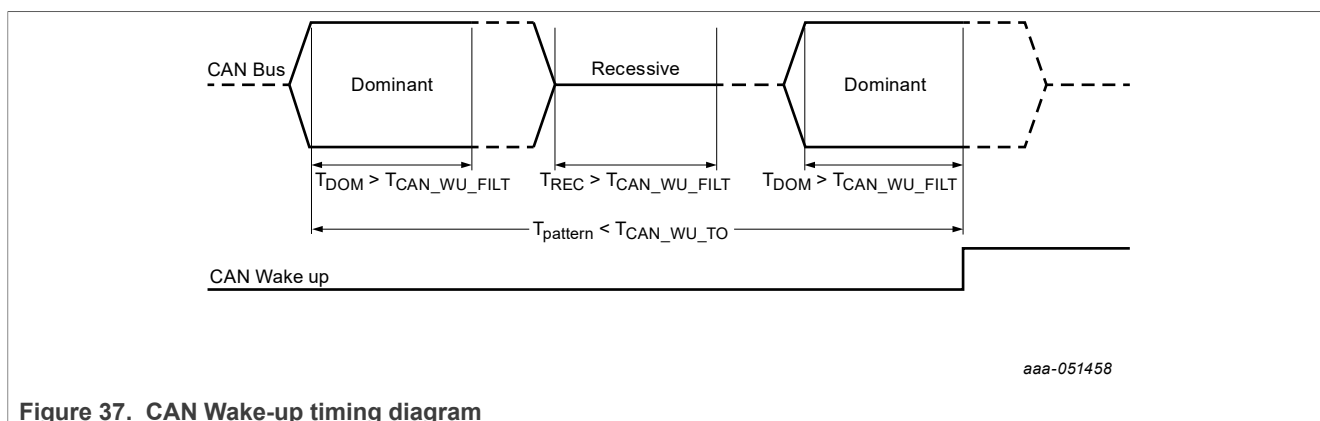 CAN Bus
Dominant
Recessive
Dominant
TDOM > TCAN_WU_FILT
TREC > TCAN_WU_FILT
TDOM > TCAN_WU_FILT
Tpattern < TCAN_WU_TO
CAN Wake up
aaa-051458
Figure 37. CAN Wake-up timing diagram